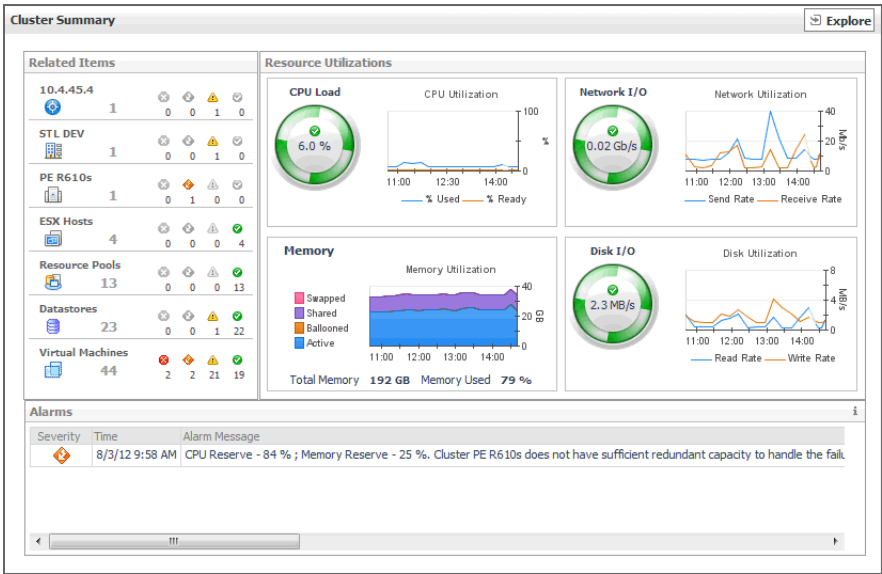 Cluster Summary
Explore
Related Items
10.4.45.4
1
0 0 1 0
STL DEV
1
0 0 1 0
PE R610s
1
0 1 0 0
ESX Hosts
4
0 0 0 4
Resource Pools
13
0 0 0 13
Datastores
23
0 0 1 22
Virtual Machines
44
2 2 21 19
Resource Utilizations
CPU Load
6.0 %
CPU Utilization
100
%
0
11:00 12:30 14:00
% Used % Ready
Network I/O
0.02 Gb/s
Network Utilization
40
20
0
Mb/s
11:00 12:00 13:00 14:00
Send Rate Receive Rate
Memory
Memory Utilization
Swapped
Shared
Ballooned
Active
40
20
0
GB
11:00 12:00 13:00 14:00
Total Memory 192 GB Memory Used 79 %
Disk I/O
2.3 MB/s
Disk Utilization
8
4
0
MB/s
11:00 12:00 13:00 14:00
Read Rate Write Rate
Alarms
i
Severity Time Alarm Message
8/3/12 9:58 AM CPU Reserve - 84 % ; Memory Reserve - 25 %. Cluster PE R610s does not have sufficient redundant capacity to handle the failu